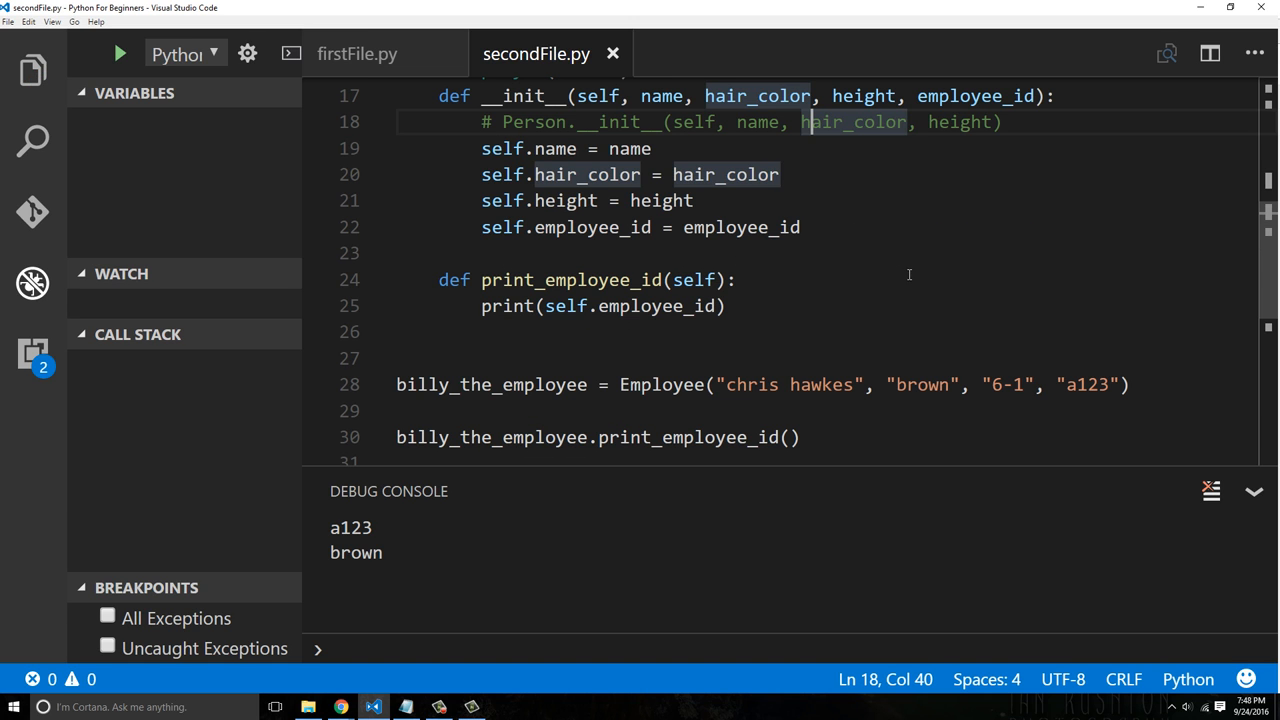 secondFile.py - Python For Beginners - Visual Studio Code
File Edit View Go Help
Pythor
firstFile.py
secondFile.py
VARIABLES
WATCH
CALL STACK
2
BREAKPOINTS
All Exceptions
Uncaught Exceptions
17 def __init__(self, name, hair_color, height, employee_id):
18 # Person.__init__(self, name, hair_color, height)
19 self.name = name
20 self.hair_color = hair_color
21 self.height = height
22 self.employee_id = employee_id
23
24 def print_employee_id(self):
25 print(self.employee_id)
26
27
28 billy_the_employee = Employee("chris hawkes", "brown", "6-1", "a123")
29
30 billy_the_employee.print_employee_id()
31
DEBUG CONSOLE
a123
brown
0 0
Ln 18, Col 40 Spaces: 4 UTF-8 CRLF Python
I'm Cortana. Ask me anything.
7:48 PM
9/24/2016